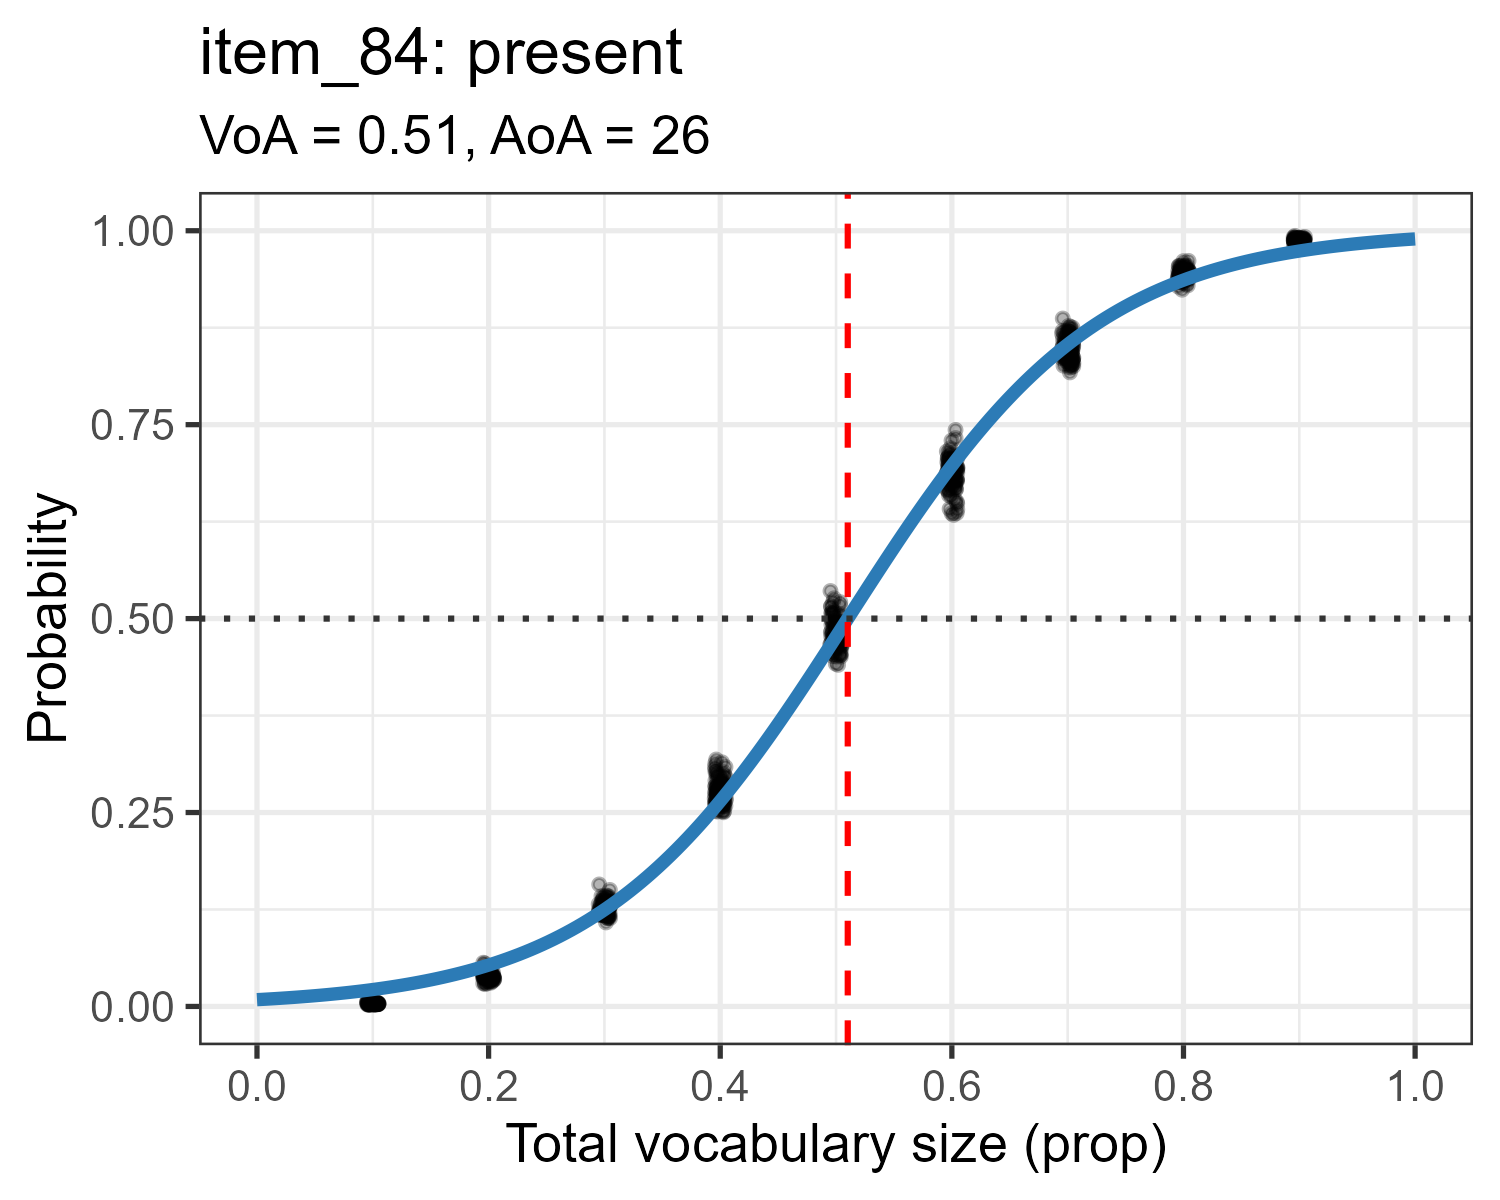 item_84: present
VoA = 0.51, AoA = 26
1.00
0.75
0.50
0.25
0.00
Probability
0.0 0.2 0.4 0.6 0.8 1.0
Total vocabulary size (prop)